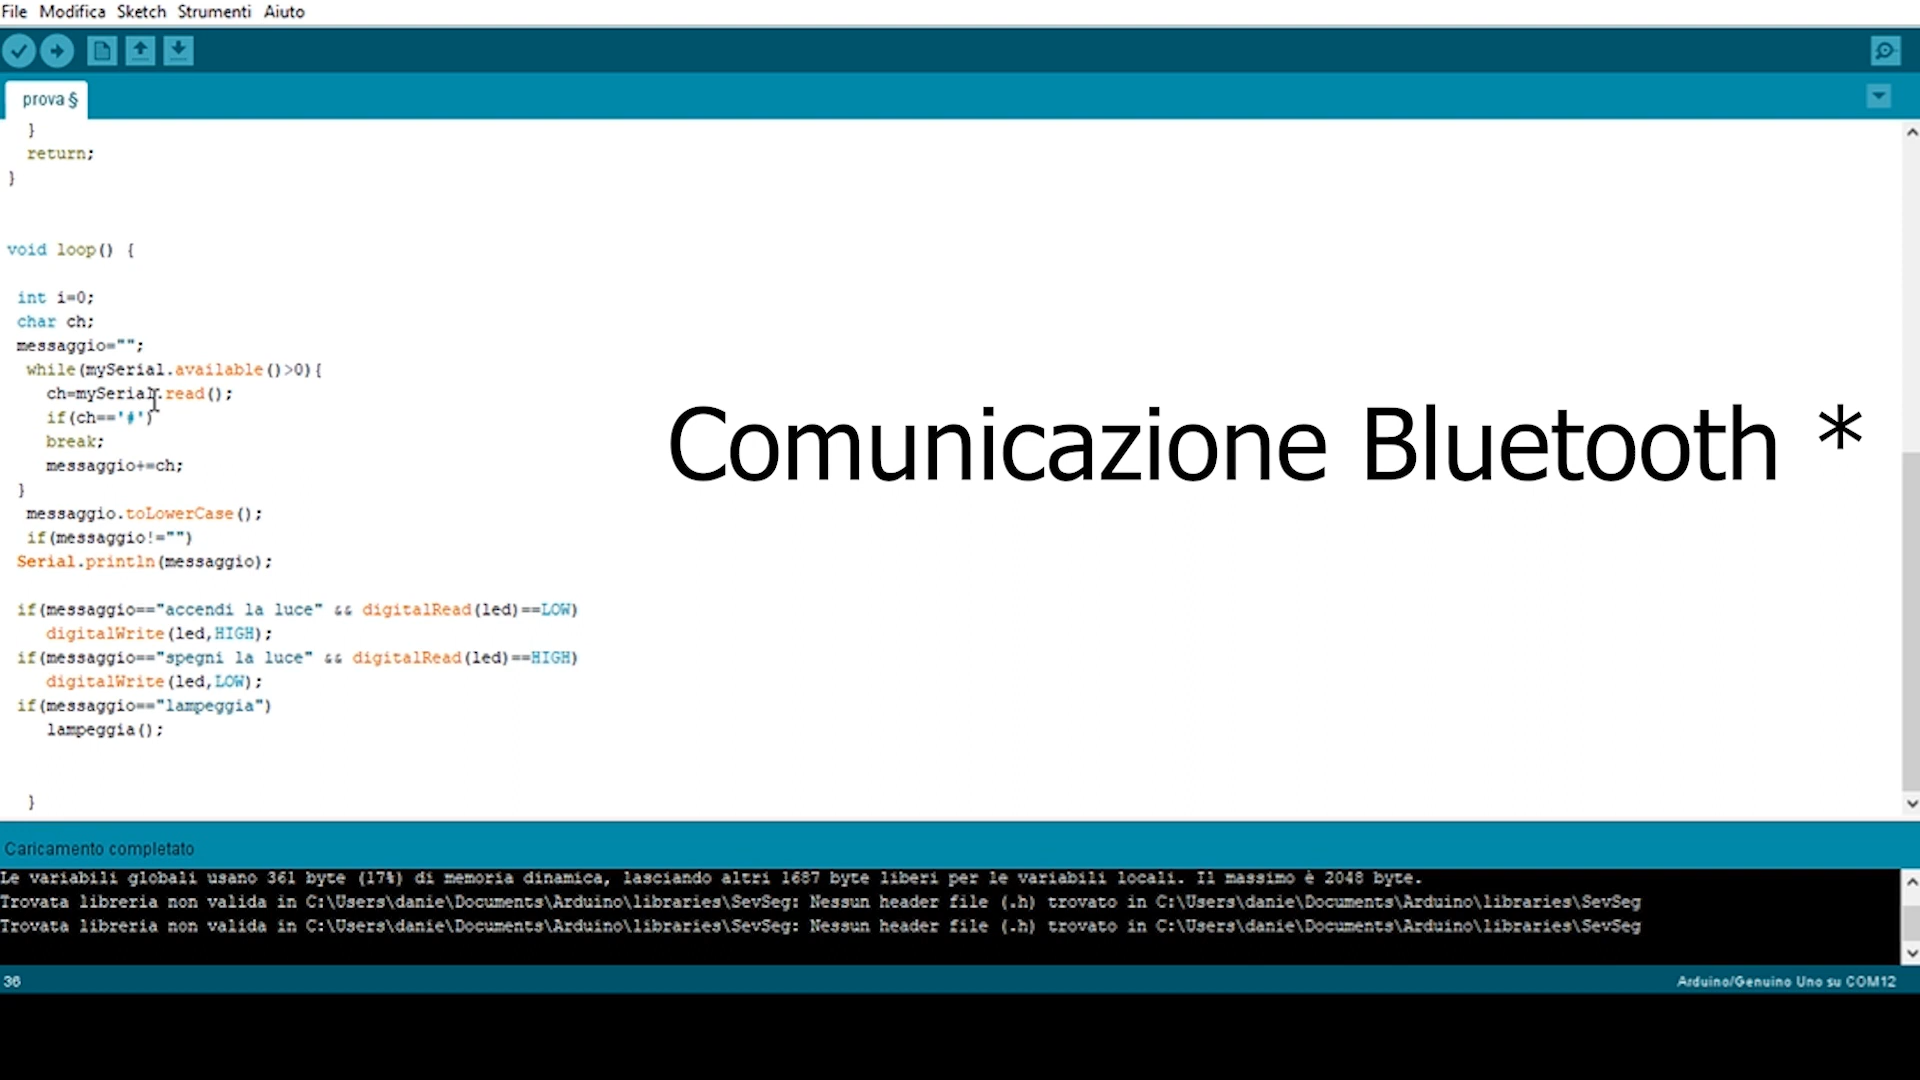 File Modifica Sketch Strumenti Aiuto
prova §
}
return;
}
void loop() {
int i=0;
char ch;
messaggio="";
while(mySerial.available()>0){
ch=mySerial.read();
if(ch=='#')
break;
messaggio+=ch;
}
messaggio.toLowerCase();
if(messaggio!="")
Serial.println(messaggio);
if(messaggio=="accendi la luce" && digitalRead(led)==LOW)
digitalWrite(led,HIGH);
if(messaggio=="spegni la luce" && digitalRead(led)==HIGH)
digitalWrite(led,LOW);
if(messaggio=="lampeggia")
lampeggia();
}
Comunicazione Bluetooth *
Caricamento completato
Le variabili globali usano 361 byte (17%) di memoria dinamica, lasciando altri 1687 byte liberi per le variabili locali. Il massimo è 2048 byte.
Trovata libreria non valida in C:\Users\danie\Documents\Arduino\libraries\SevSeg: Nessun header file (.h) trovato in C:\Users\danie\Documents\Arduino\libraries\SevSeg
Trovata libreria non valida in C:\Users\danie\Documents\Arduino\libraries\SevSeg: Nessun header file (.h) trovato in C:\Users\danie\Documents\Arduino\libraries\SevSeg
36
Arduino/Genuino Uno su COM12